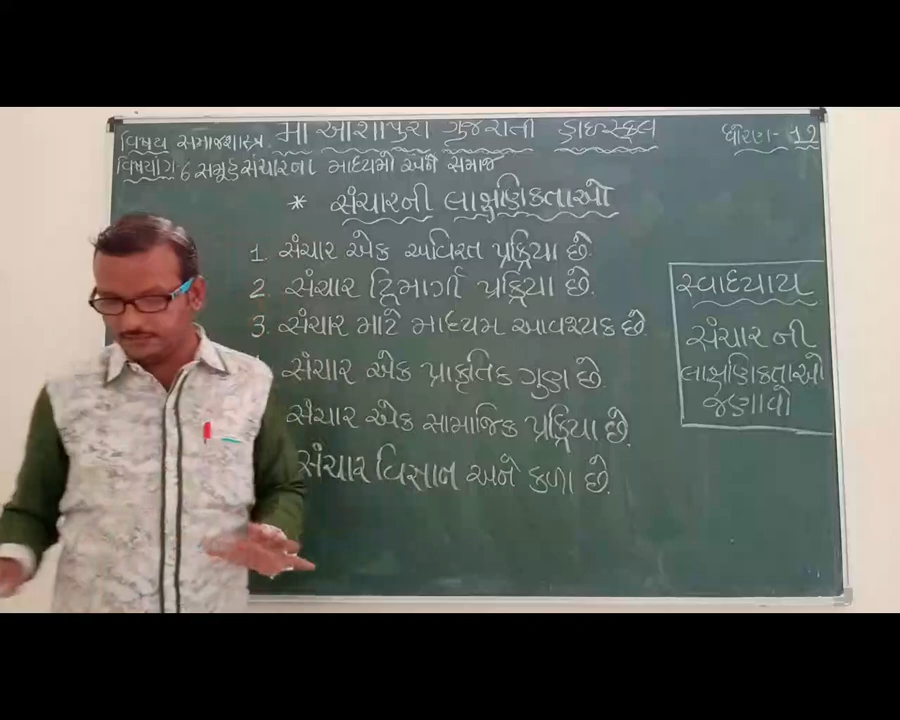 વિષય સમાજશાસ્ત્ર. મા આશાપુરા ગુજરાતી હાઇસ્કૂલ ધોરણ-12
વિષયાંગ-6 સમૂહ સંચારના માધ્યમો અને સમાજ
* સંચારની લાક્ષણિકતાઓ
1. સંચાર એક અવિરત પ્રક્રિયા છે.
2. સંચાર દ્વિમાર્ગી પ્રક્રિયા છે.
3. સંચાર માટે માધ્યમ આવશ્યક છે.
સંચાર એક પ્રાકૃતિક ગુણ છે.
સંચાર એક સામાજિક પ્રક્રિયા છે.
સંચાર વિજ્ઞાન અને કળા છે.
સ્વાધ્યાય
સંચાર ની
લાક્ષણિકતાઓ
જણાવો